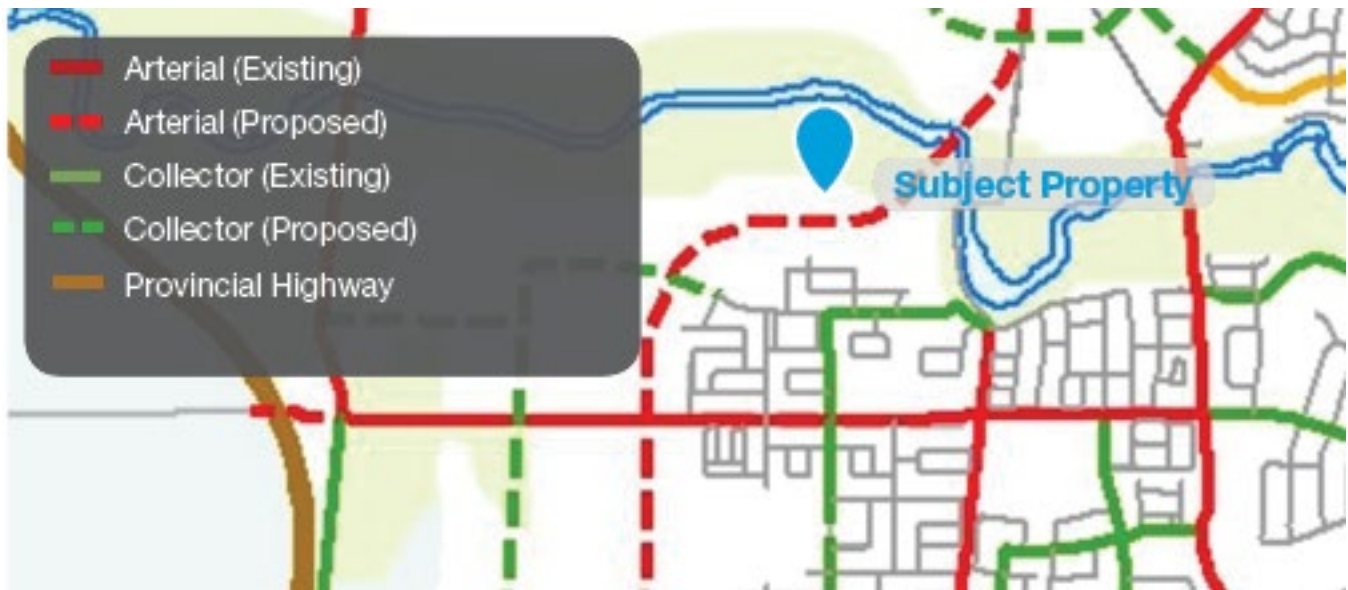 Arterial (Existing)
Arterial (Proposed)
Collector (Existing)
Collector (Proposed)
Provincial Highway
Subject Property